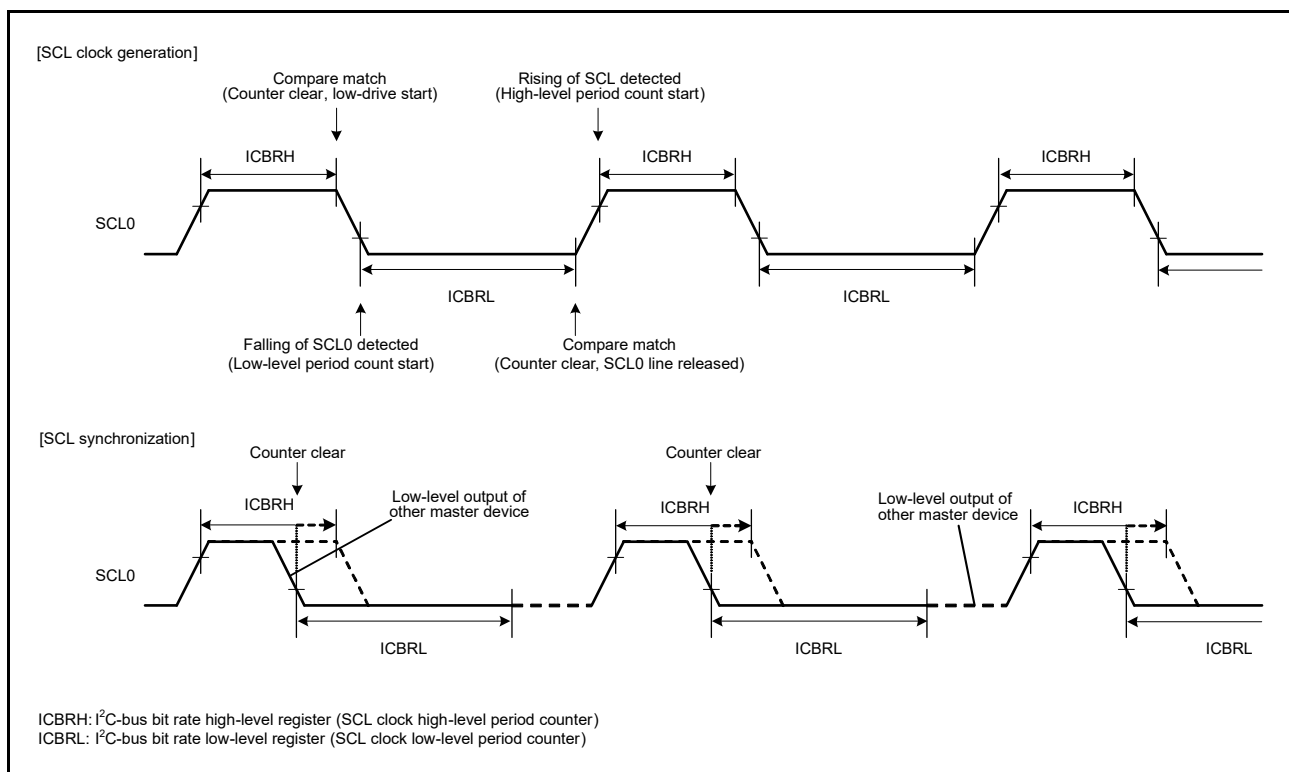 [SCL clock generation]
Compare match
(Counter clear, low-drive start)
Rising of SCL detected
(High-level period count start)
ICBRH
ICBRH
ICBRH
SCL0
ICBRL
ICBRL
Falling of SCL0 detected
(Low-level period count start)
Compare match
(Counter clear, SCL0 line released)
[SCL synchronization]
Counter clear
Counter clear
ICBRH
Low-level output of
other master device
ICBRH
Low-level output of
other master device
ICBRH
SCL0
ICBRL
ICBRL
ICBRL
ICBRH: I²C-bus bit rate high-level register (SCL clock high-level period counter)
ICBRL: I²C-bus bit rate low-level register (SCL clock low-level period counter)